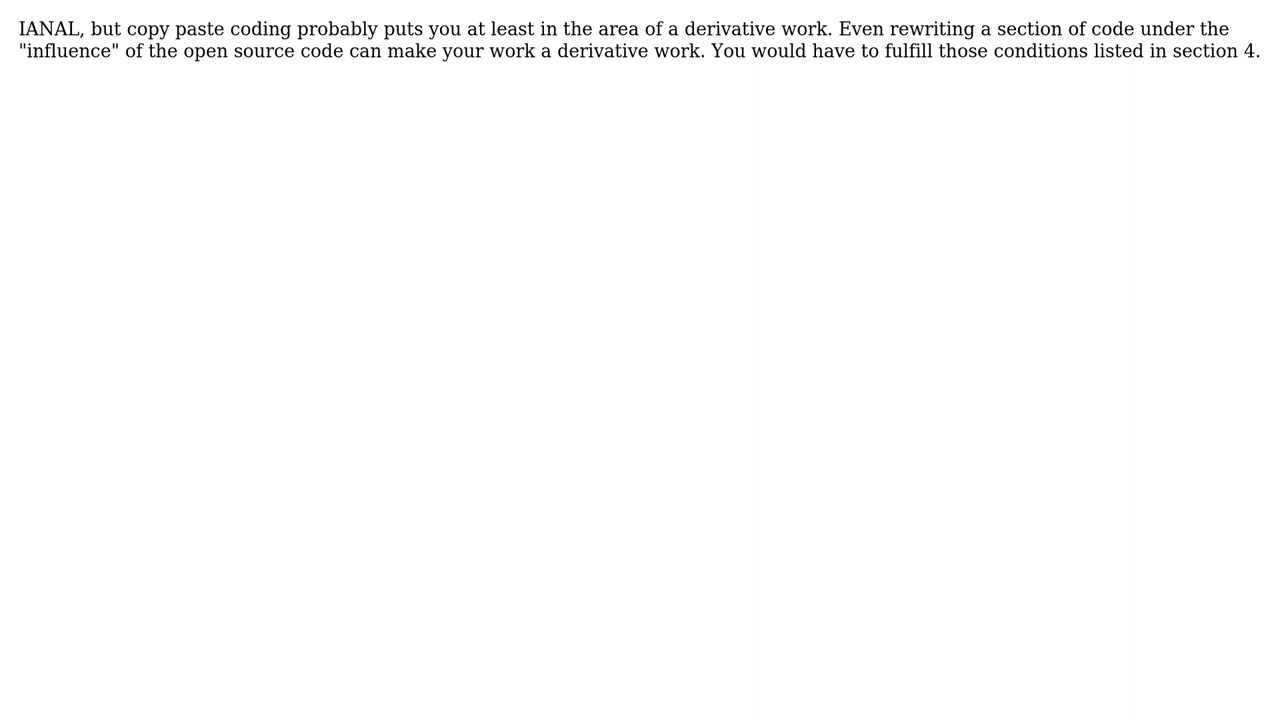 IANAL, but copy paste coding probably puts you at least in the area of a derivative work. Even rewriting a section of code under the
"influence" of the open source code can make your work a derivative work. You would have to fulfill those conditions listed in section 4.